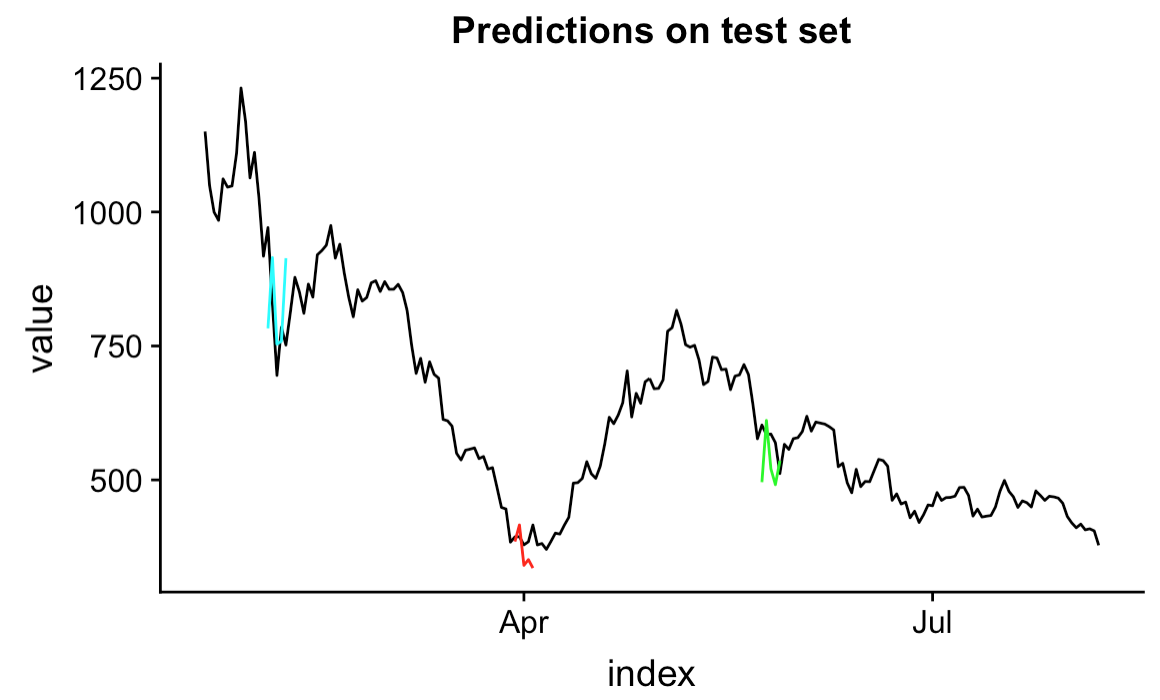 Predictions on test set
1250
1000
750
500
value
Apr
Jul
index